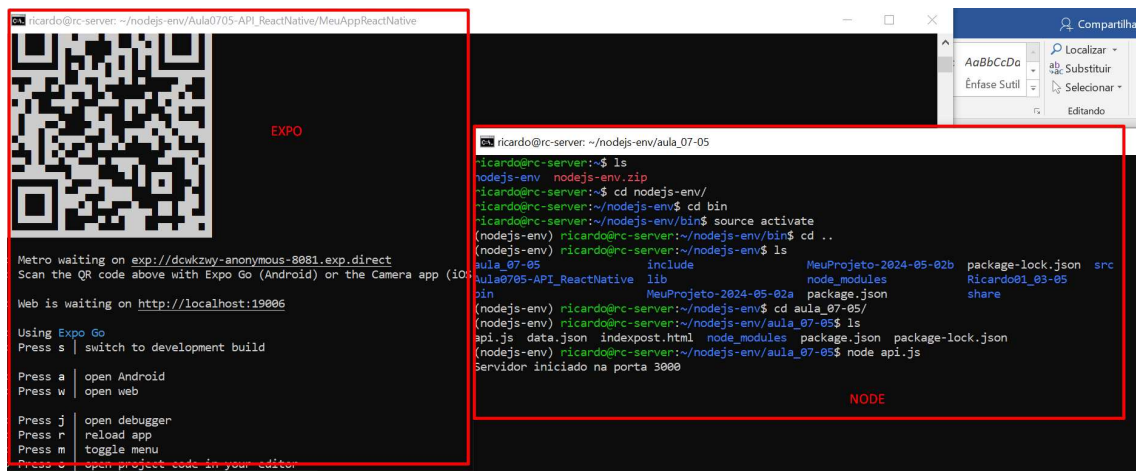 ricardo@rc-server: ~/nodejs-env/Aula0705-API_ReactNative/MeuAppReactNative
EXPO
Metro waiting on exp://dcwkzwy-anonymous-8081.exp.direct
Scan the QR code above with Expo Go (Android) or the Camera app (iOS
Web is waiting on http://localhost:19006
Using Expo Go
Press s │ switch to development build
Press a │ open Android
Press w │ open web
Press j │ open debugger
Press r │ reload app
Press m │ toggle menu
Press o │ open project code in your editor
Compartilha
AaBbCcDa
Ênfase Sutil
Localizar
Substituir
Selecionar
Editando
ricardo@rc-server: ~/nodejs-env/aula_07-05
ricardo@rc-server:~$ ls
nodejs-env nodejs-env.zip
ricardo@rc-server:~$ cd nodejs-env/
ricardo@rc-server:~/nodejs-env$ cd bin
ricardo@rc-server:~/nodejs-env/bin$ source activate
(nodejs-env) ricardo@rc-server:~/nodejs-env/bin$ cd ..
(nodejs-env) ricardo@rc-server:~/nodejs-env$ ls
aula_07-05 include MeuProjeto-2024-05-02b package-lock.json src
Aula0705-API_ReactNative lib node_modules Ricardo01_03-05
bin MeuProjeto-2024-05-02a package.json share
(nodejs-env) ricardo@rc-server:~/nodejs-env$ cd aula_07-05/
(nodejs-env) ricardo@rc-server:~/nodejs-env/aula_07-05$ ls
api.js data.json indexpost.html node_modules package.json package-lock.json
(nodejs-env) ricardo@rc-server:~/nodejs-env/aula_07-05$ node api.js
Servidor iniciado na porta 3000
NODE